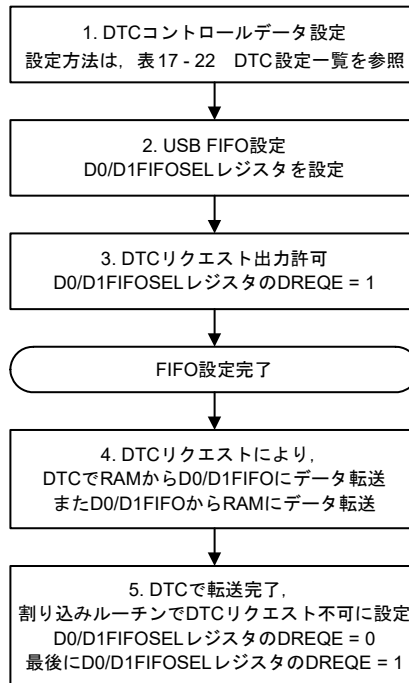 1. DTCコントロールデータ設定
設定方法は，表17 - 22　DTC設定一覧を参照
2. USB FIFO設定
D0/D1FIFOSELレジスタを設定
3. DTCリクエスト出力許可
D0/D1FIFOSELレジスタのDREQE = 1
FIFO設定完了
4. DTCリクエストにより，
DTCでRAMからD0/D1FIFOにデータ転送
またD0/D1FIFOからRAMにデータ転送
5. DTCで転送完了，
割り込みルーチンでDTCリクエスト不可に設定
D0/D1FIFOSELレジスタのDREQE = 0
最後にD0/D1FIFOSELレジスタのDREQE = 1